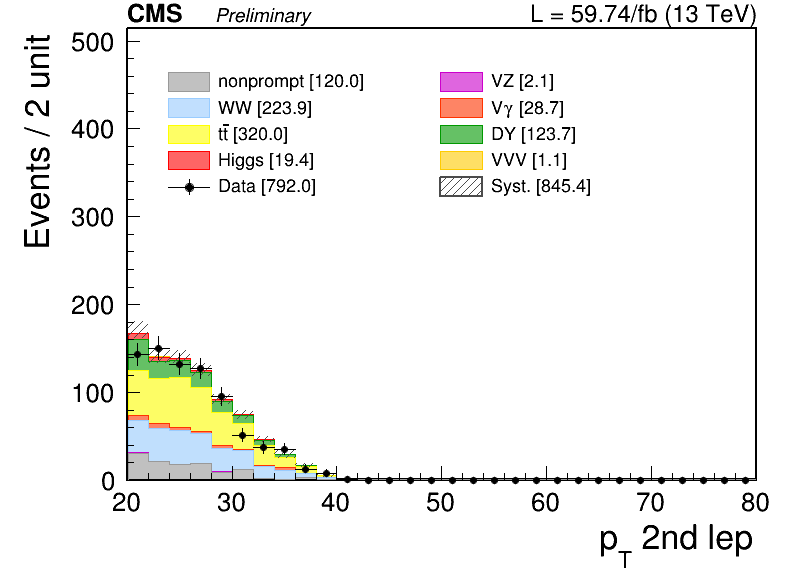 CMS Preliminary L = 59.74/fb (13 TeV)
Events / 2 unit
500
400
300
200
100
0
nonprompt [120.0]
WW [223.9]
tt̄ [320.0]
Higgs [19.4]
Data [792.0]
VZ [2.1]
Vγ [28.7]
DY [123.7]
VVV [1.1]
Syst. [845.4]
20 30 40 50 60 70 80
p_T 2nd lep